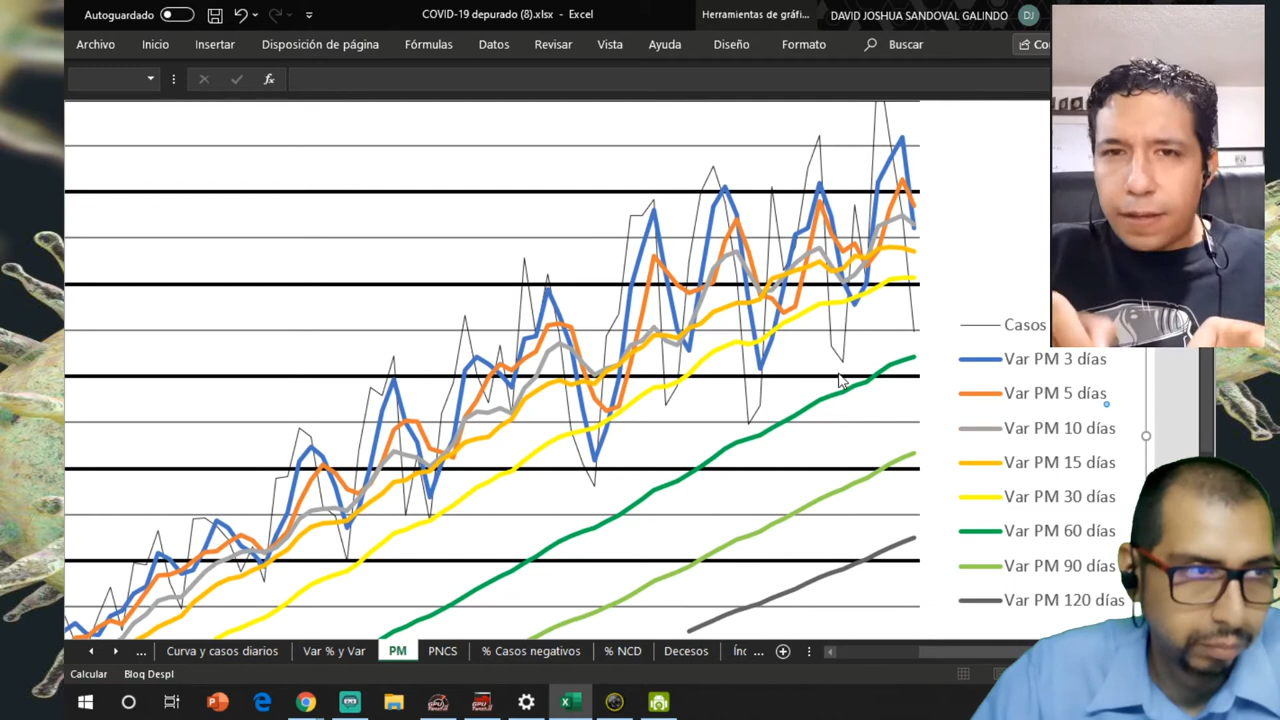 Autoguardado
COVID-19 depurado (8).xlsx - Excel
Herramientas de gráfi...
DAVID JOSHUA SANDOVAL GALINDO
DJ
Archivo Inicio Insertar Disposición de página Fórmulas Datos Revisar Vista Ayuda Diseño Formato Buscar Co
fx
Casos
Var PM 3 días
Var PM 5 días
Var PM 10 días
Var PM 15 días
Var PM 30 días
Var PM 60 días
Var PM 90 días
Var PM 120 días
... Curva y casos diarios Var % y Var PM PNCS % Casos negativos % NCD Decesos Ínc ...
Calcular Bloq Despl